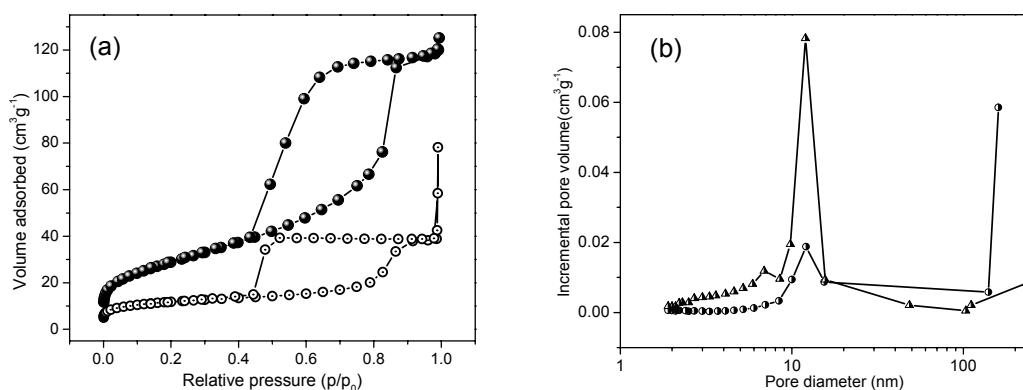 (a)
Volume adsorbed (cm³g⁻¹)
120
100
80
60
40
20
0
0.0 0.2 0.4 0.6 0.8 1.0
Relative pressure (p/p₀)
(b)
Incremental pore volume(cm³g⁻¹)
0.08
0.06
0.04
0.02
0.00
1 10 100
Pore diameter (nm)